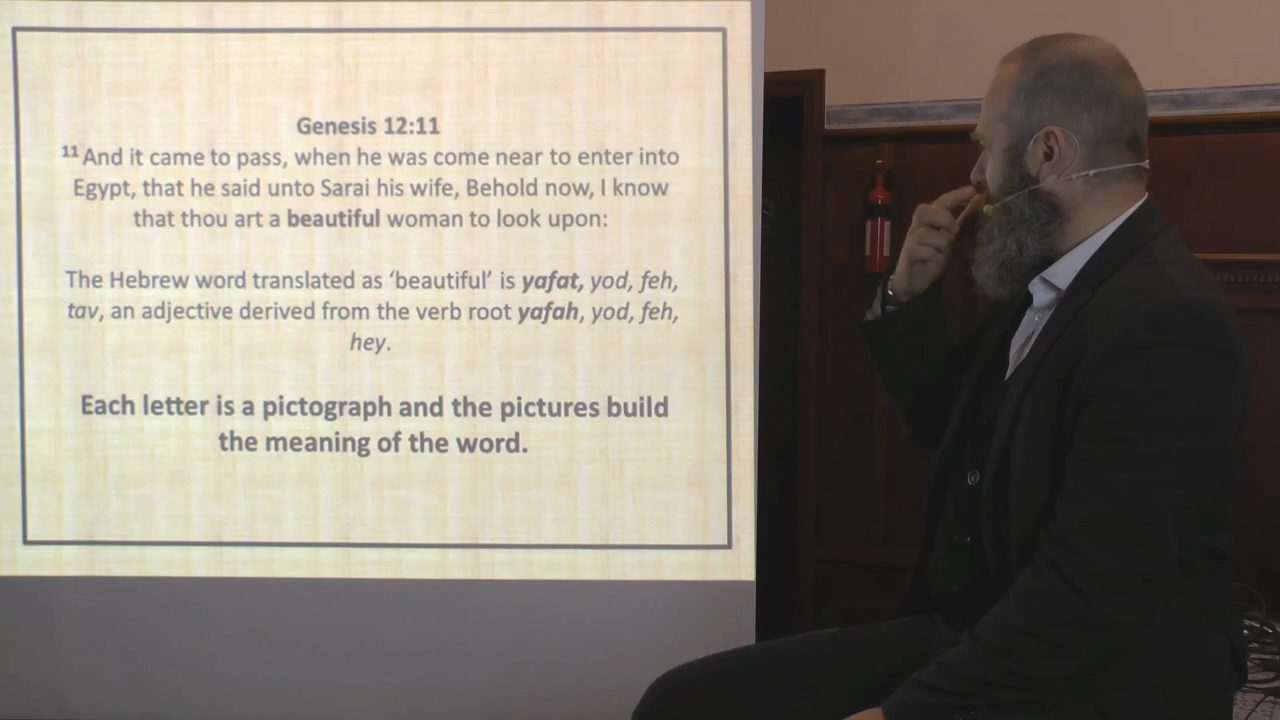 Genesis 12:11
11 And it came to pass, when he was come near to enter into
Egypt, that he said unto Sarai his wife, Behold now, I know
that thou art a beautiful woman to look upon:
The Hebrew word translated as ‘beautiful’ is yafat, yod, feh,
tav, an adjective derived from the verb root yafah, yod, feh,
hey.
Each letter is a pictograph and the pictures build
the meaning of the word.